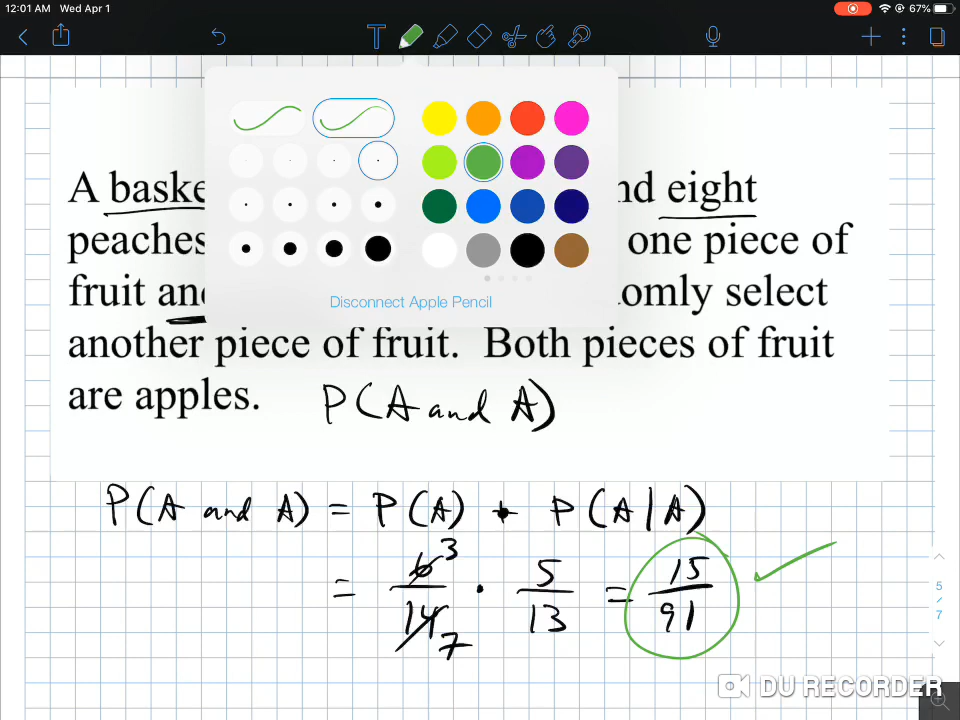 12:01 AM Wed Apr 1
67%
T
Disconnect Apple Pencil
A baske nd eight
peaches one piece of
fruit and domly select
another piece of fruit. Both pieces of fruit
are apples. P(A and A)
P(A and A) = P(A) • P(A|A)
= 6 3 / 14 7 · 5/13 = 15/91 ✓
5
7
DU RECORDER